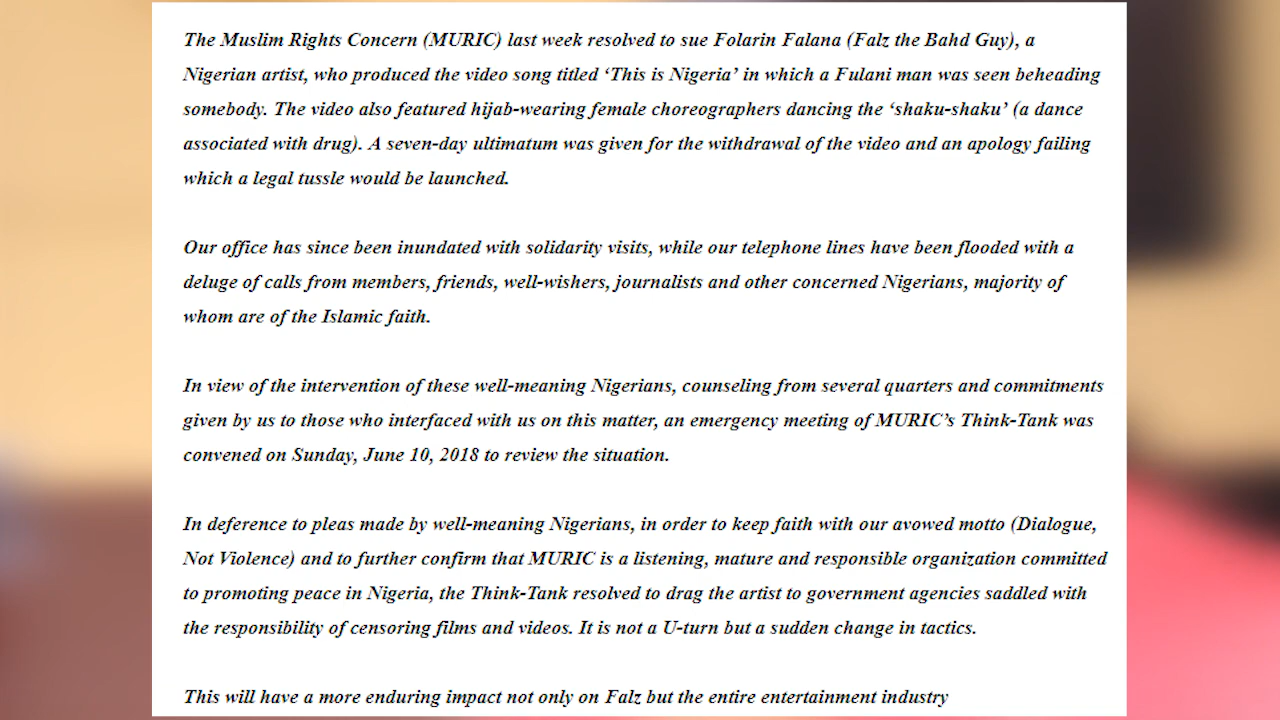 The Muslim Rights Concern (MURIC) last week resolved to sue Folarin Falana (Falz the Bahd Guy), a
Nigerian artist, who produced the video song titled ‘This is Nigeria’ in which a Fulani man was seen beheading
somebody. The video also featured hijab-wearing female choreographers dancing the ‘shaku-shaku’ (a dance
associated with drug). A seven-day ultimatum was given for the withdrawal of the video and an apology failing
which a legal tussle would be launched.
Our office has since been inundated with solidarity visits, while our telephone lines have been flooded with a
deluge of calls from members, friends, well-wishers, journalists and other concerned Nigerians, majority of
whom are of the Islamic faith.
In view of the intervention of these well-meaning Nigerians, counseling from several quarters and commitments
given by us to those who interfaced with us on this matter, an emergency meeting of MURIC’s Think-Tank was
convened on Sunday, June 10, 2018 to review the situation.
In deference to pleas made by well-meaning Nigerians, in order to keep faith with our avowed motto (Dialogue,
Not Violence) and to further confirm that MURIC is a listening, mature and responsible organization committed
to promoting peace in Nigeria, the Think-Tank resolved to drag the artist to government agencies saddled with
the responsibility of censoring films and videos. It is not a U-turn but a sudden change in tactics.
This will have a more enduring impact not only on Falz but the entire entertainment industry